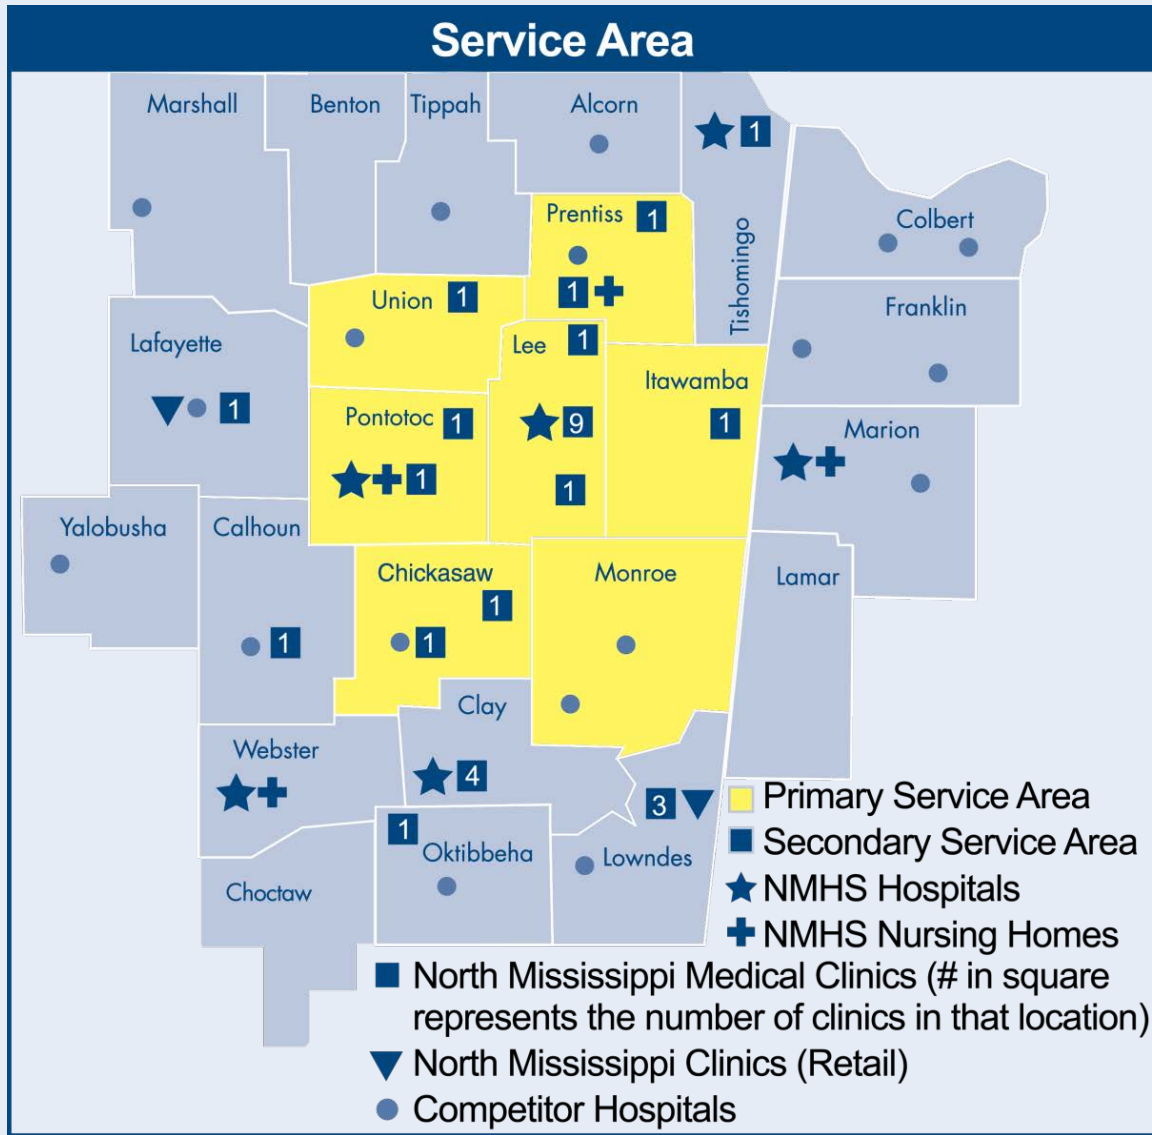 Service Area
Marshall
Benton
Tippah
Alcorn
1
Prentiss
1
Colbert
Tishomingo
Union
1
1
Franklin
Lafayette
Lee
1
Itawamba
1
Pontotoc
1
9
1
Marion
1
1
Yalobusha
Calhoun
Chickasaw
Monroe
Lamar
1
1
1
Clay
Webster
4
3
1
Oktibbeha
Lowndes
Choctaw
Primary Service Area
Secondary Service Area
NMHS Hospitals
NMHS Nursing Homes
North Mississippi Medical Clinics (# in square
represents the number of clinics in that location)
North Mississippi Clinics (Retail)
Competitor Hospitals